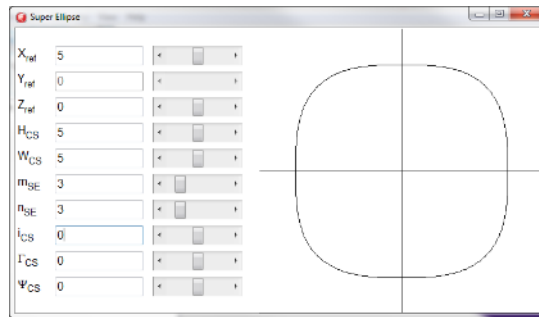 Super Ellipse
Xref 5
Yref 0
Zref 0
HCS 5
WCS 5
mSE 3
nSE 3
iCS 0
ΓCS 0
ΨCS 0